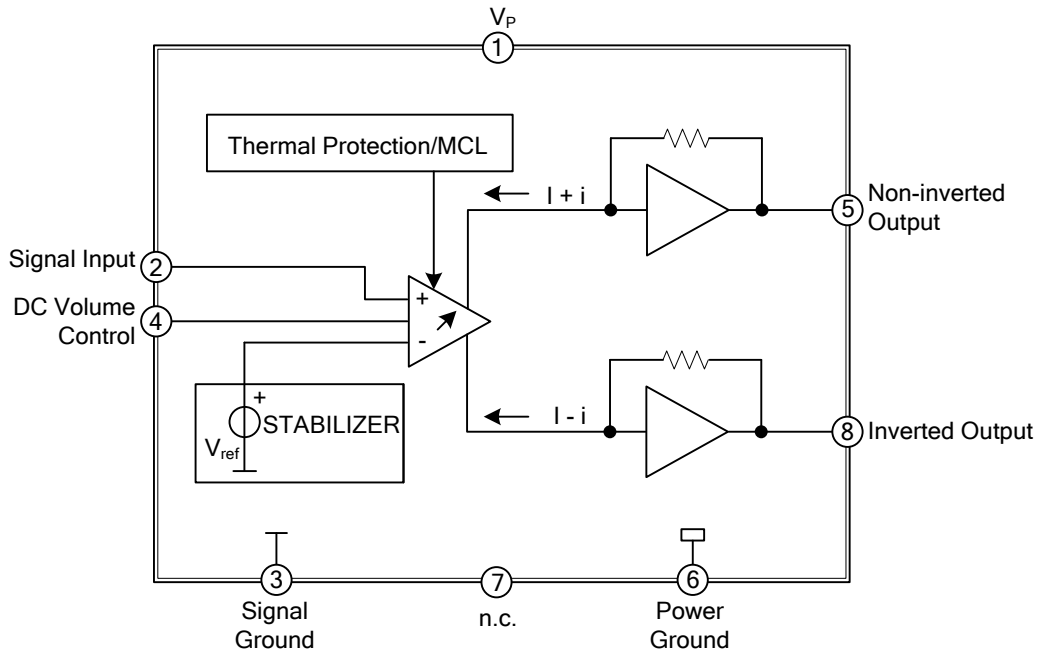 VP
1
Thermal Protection/MCL
I + i
5
Non-inverted
Output
Signal Input
2
DC Volume
Control
4
+
-
+
STABILIZER
Vref
I - i
8
Inverted Output
3
Signal
Ground
7
n.c.
6
Power
Ground